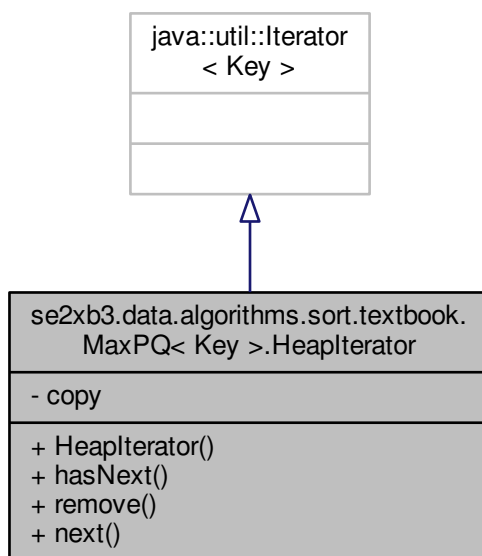 java::util::Iterator
< Key >
se2xb3.data.algorithms.sort.textbook.
MaxPQ< Key >.HeapIterator
- copy
+ HeapIterator()
+ hasNext()
+ remove()
+ next()